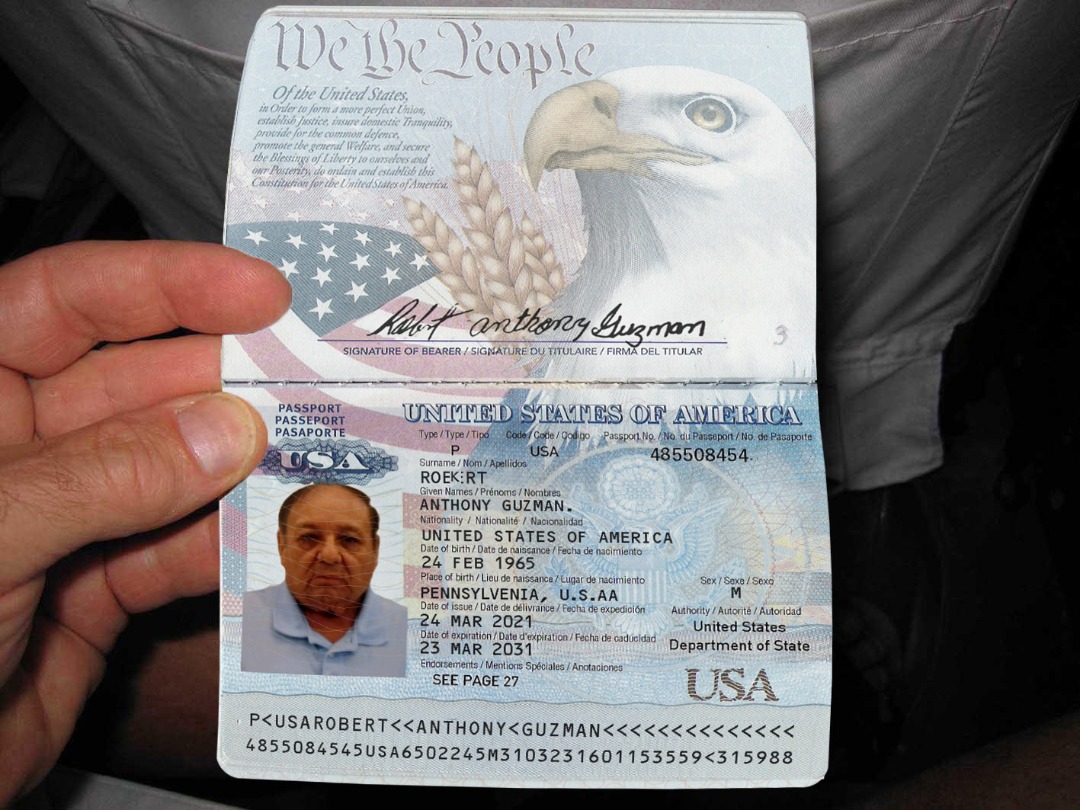 We the People
Of the United States,
in Order to form a more perfect Union,
establish Justice, insure domestic Tranquility,
provide for the common defence,
promote the general Welfare, and secure
the Blessings of Liberty to ourselves and
our Posterity, do ordain and establish this
Constitution for the United States of America.
Robert anthony Guzman
SIGNATURE OF BEARER / SIGNATURE DU TITULAIRE / FIRMA DEL TITULAR
3
PASSPORT
PASSEPORT
PASAPORTE
USA
UNITED STATES OF AMERICA
Type / Type / Tipo Code / Code / Codigo Passport No. / No. du Passeport / No. de Pasaporte
P USA 485508454.
Surname / Nom / Apellidos
ROEKERT
Given Names / Prénoms / Nombres
ANTHONY GUZMAN.
Nationality / Nationalité / Nacionalidad
UNITED STATES OF AMERICA
Date of birth / Date de naissance / Fecha de nacimiento
24 FEB 1965
Place of birth / Lieu de naissance / Lugar de nacimiento Sex / Sexe / Sexo
PENNSYLVENIA, U.S.AA M
Date of issue / Date de délivrance / Fecha de expedición Authority / Autorité / Autoridad
24 MAR 2021 United States
Date of expiration / Date d'expiration / Fecha de caducidad Department of State
23 MAR 2031
Endorsements / Mentions Spéciales / Anotaciones
SEE PAGE 27
USA
P<USAROBERT<<ANTHONY<GUZMAN<<<<<<<<<<<<<<<
4855084545USA6502245M3103231601153559<315988